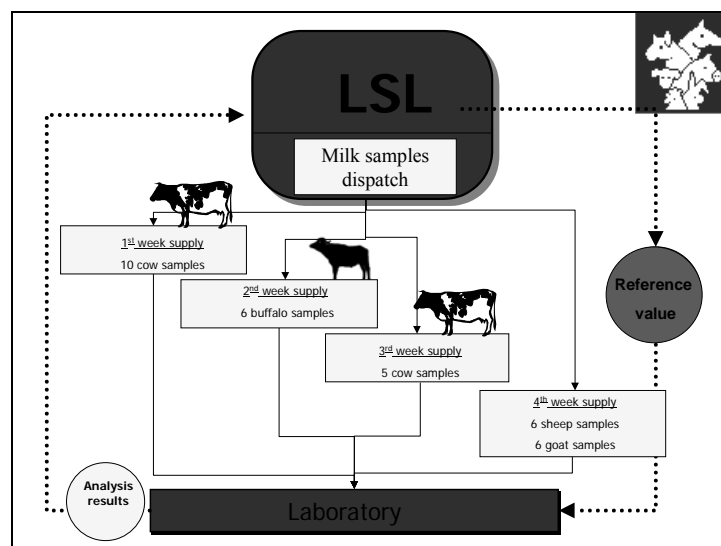 LSL
Milk samples
dispatch
1st week supply
10 cow samples
2nd week supply
6 buffalo samples
3rd week supply
5 cow samples
Reference
value
4th week supply
6 sheep samples
6 goat samples
Analysis
results
Laboratory